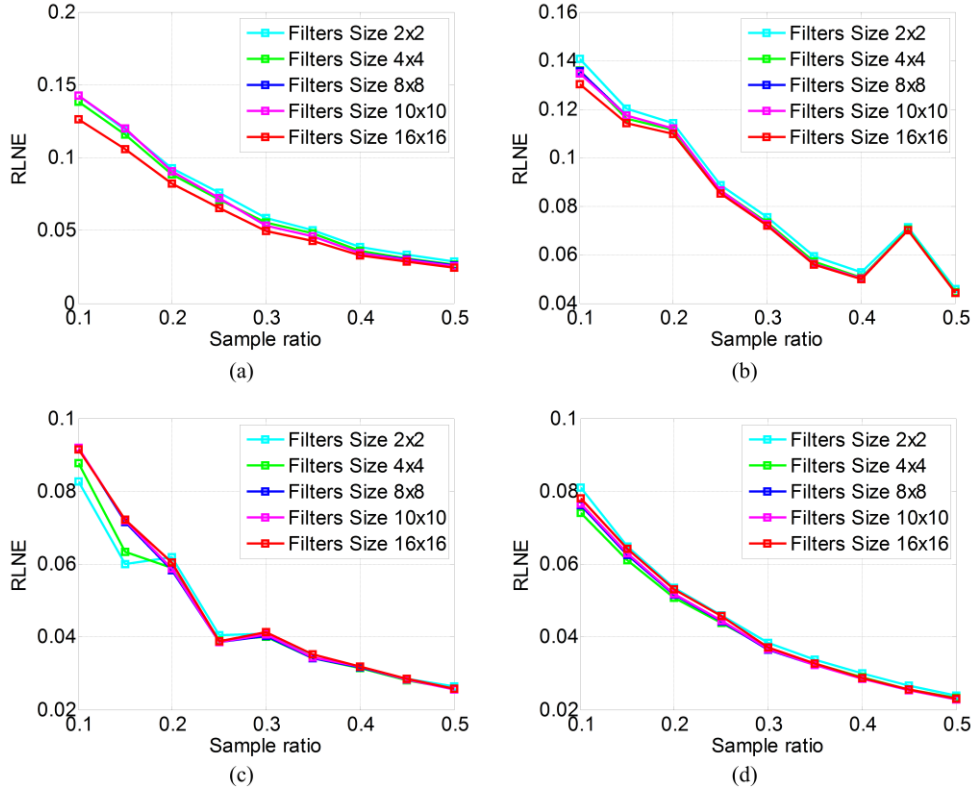 0.2
0.15
0.1
0.05
0
RLNE
Filters Size 2x2
Filters Size 4x4
Filters Size 8x8
Filters Size 10x10
Filters Size 16x16
0.1 0.2 0.3 0.4 0.5
Sample ratio
(a)
0.16
0.14
0.12
0.1
0.08
0.06
0.04
RLNE
Filters Size 2x2
Filters Size 4x4
Filters Size 8x8
Filters Size 10x10
Filters Size 16x16
0.1 0.2 0.3 0.4 0.5
Sample ratio
(b)
0.1
0.08
0.06
0.04
0.02
RLNE
Filters Size 2x2
Filters Size 4x4
Filters Size 8x8
Filters Size 10x10
Filters Size 16x16
0.1 0.2 0.3 0.4 0.5
Sample ratio
(c)
0.1
0.08
0.06
0.04
0.02
RLNE
Filters Size 2x2
Filters Size 4x4
Filters Size 8x8
Filters Size 10x10
Filters Size 16x16
0.1 0.2 0.3 0.4 0.5
Sample ratio
(d)